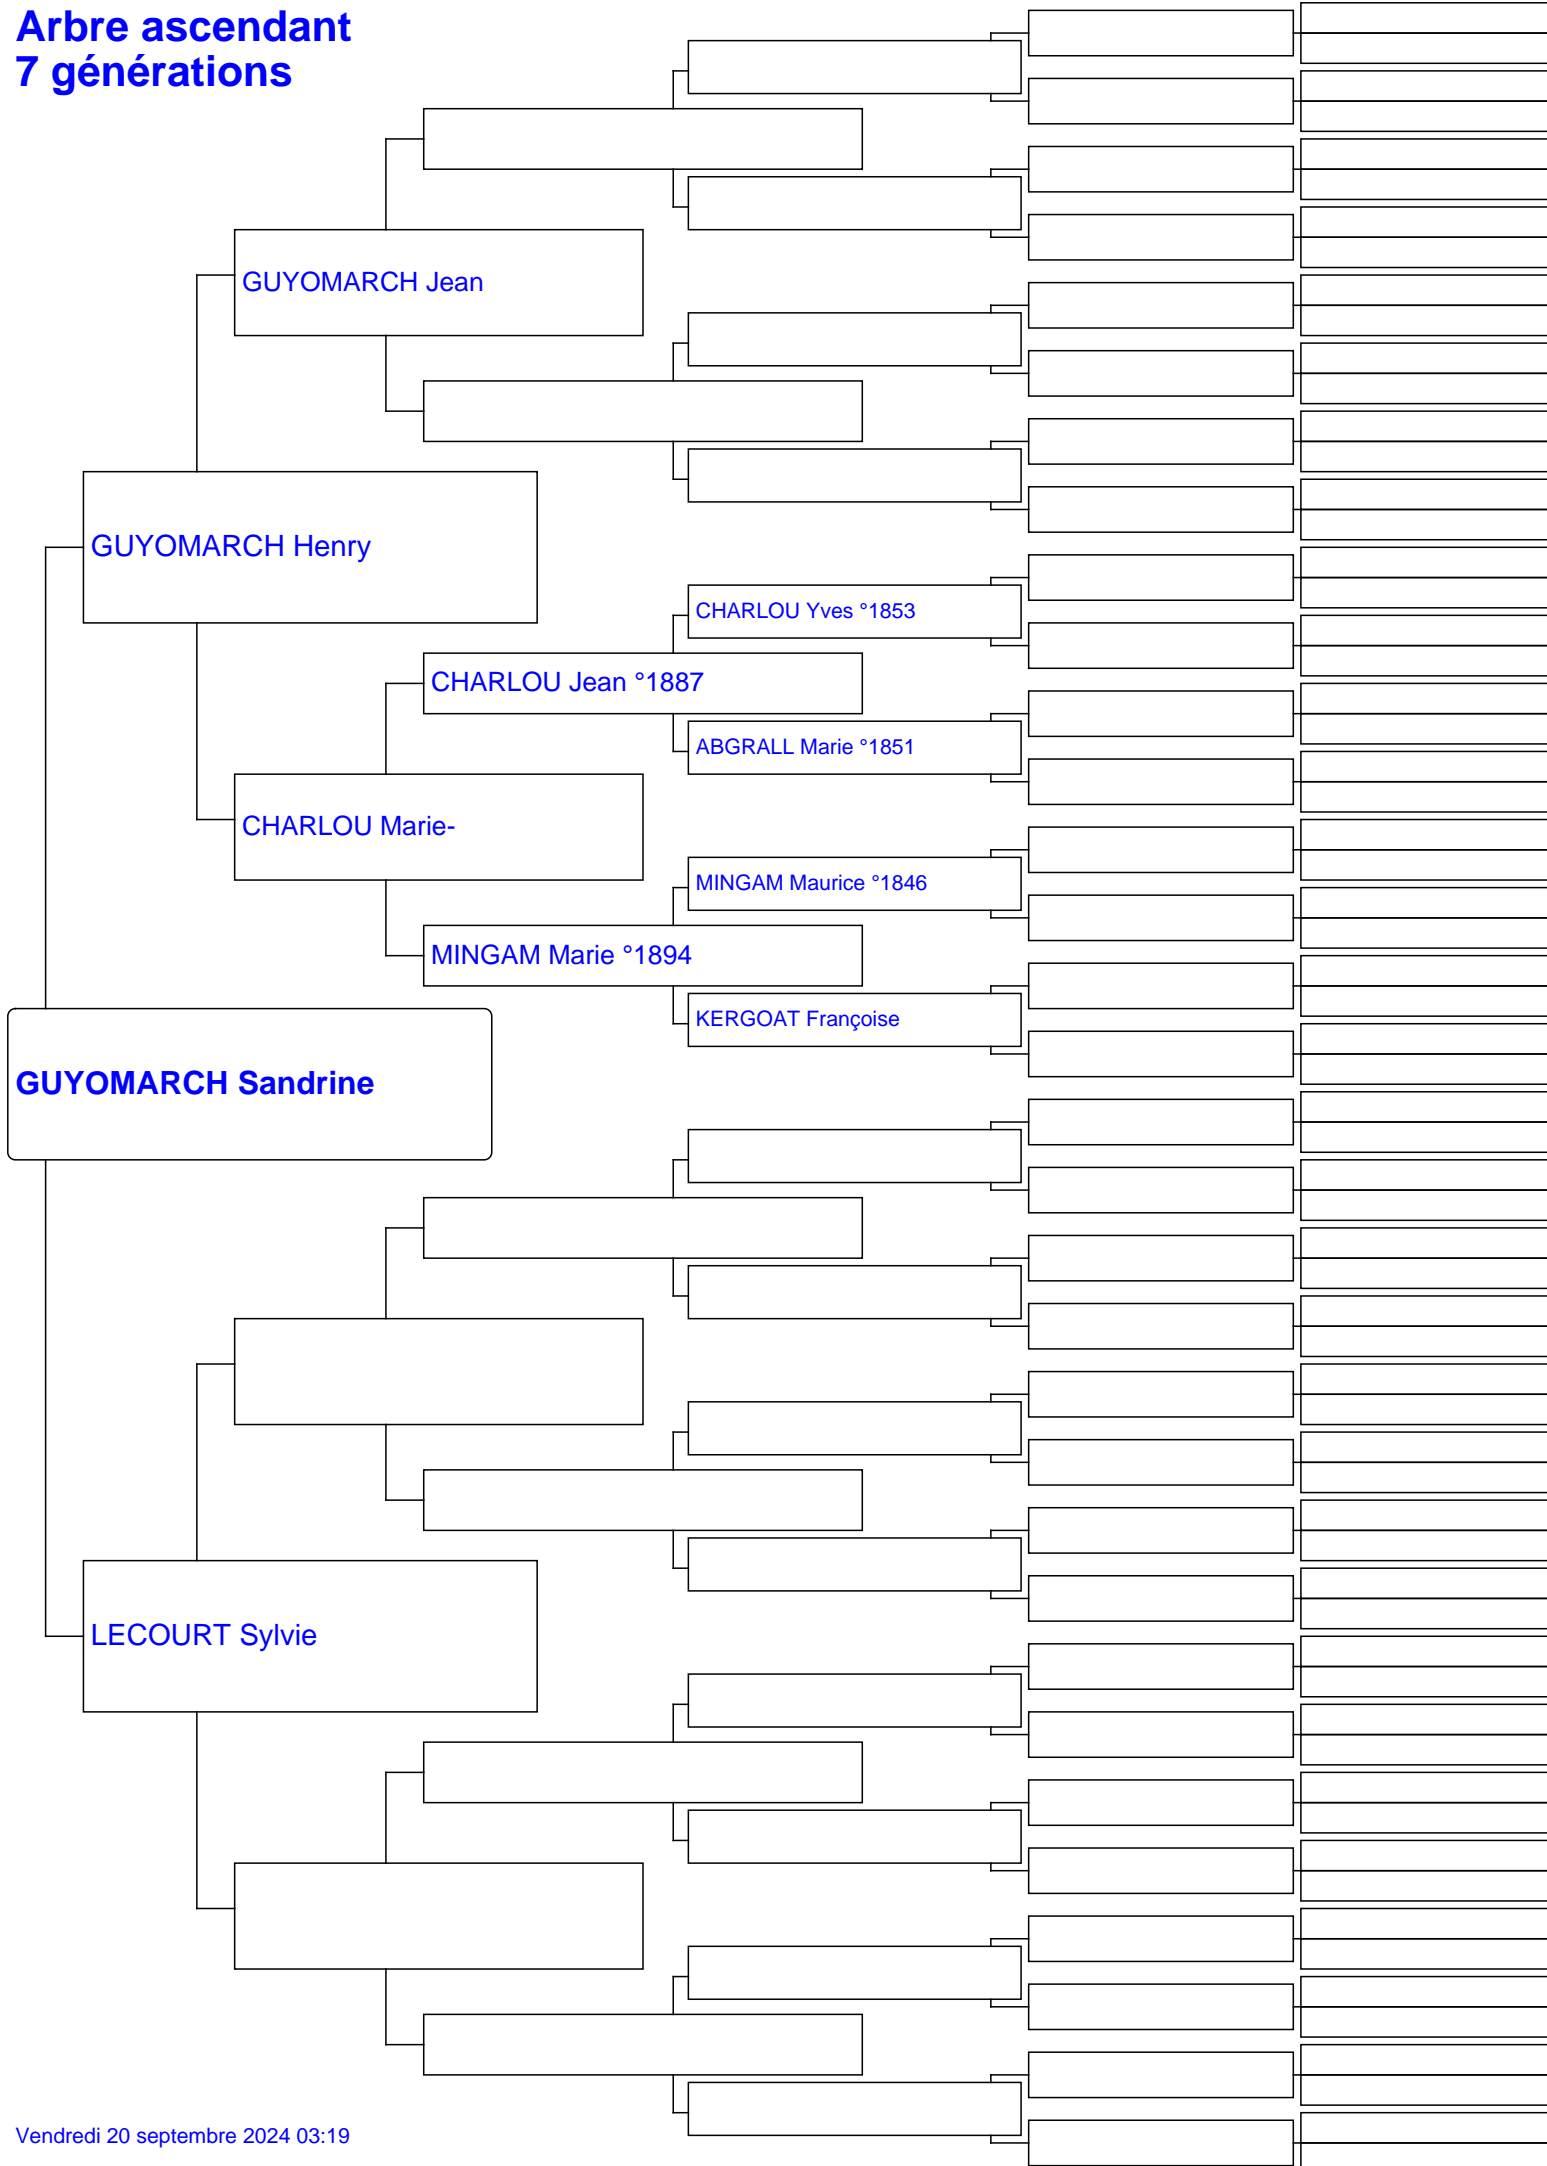 Arbre ascendant
7 générations
GUYOMARCH Jean
GUYOMARCH Henry
CHARLOU Yves °1853
CHARLOU Jean °1887
ABGRALL Marie °1851
CHARLOU Marie-
MINGAM Maurice °1846
MINGAM Marie °1894
KERGOAT Françoise
GUYOMARCH Sandrine
LECOURT Sylvie
Vendredi 20 septembre 2024 03:19